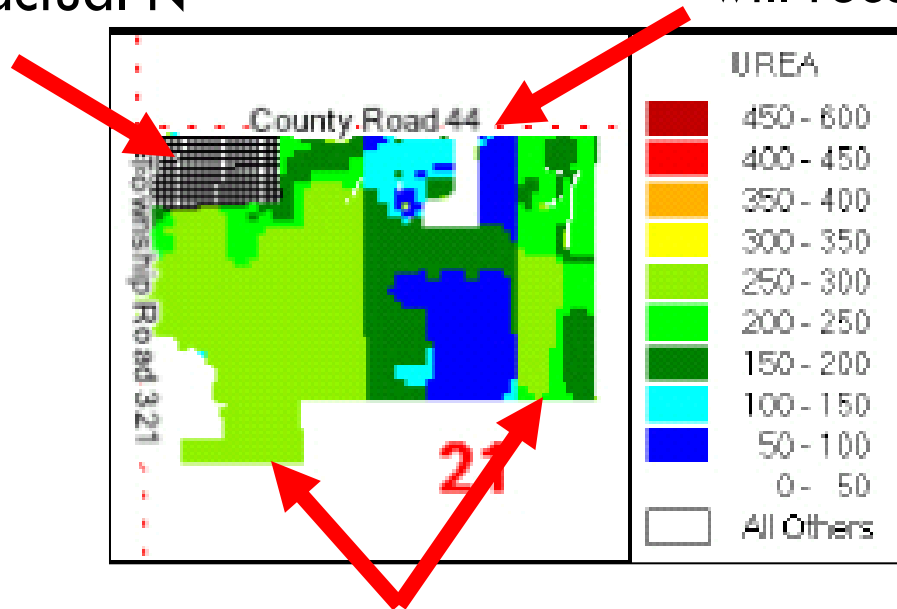 County Road 44
Township Road 321
21
UREA
450 - 600
400 - 450
350 - 400
300 - 350
250 - 300
200 - 250
150 - 200
100 - 150
50 - 100
0 - 50
All Others